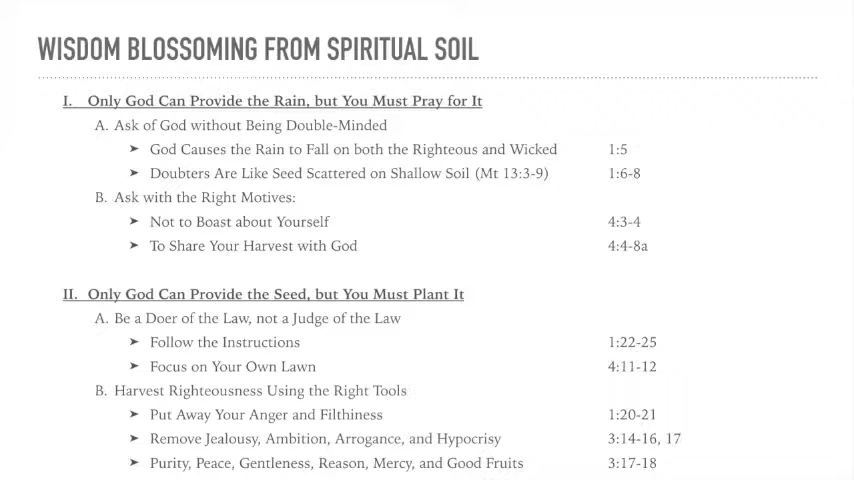 WISDOM BLOSSOMING FROM SPIRITUAL SOIL
I. Only God Can Provide the Rain, but You Must Pray for It
A. Ask of God without Being Double-Minded
➤ God Causes the Rain to Fall on both the Righteous and Wicked 1:5
➤ Doubters Are Like Seed Scattered on Shallow Soil (Mt 13:3-9) 1:6-8
B. Ask with the Right Motives:
➤ Not to Boast about Yourself 4:3-4
➤ To Share Your Harvest with God 4:4-8a
II. Only God Can Provide the Seed, but You Must Plant It
A. Be a Doer of the Law, not a Judge of the Law
➤ Follow the Instructions 1:22-25
➤ Focus on Your Own Lawn 4:11-12
B. Harvest Righteousness Using the Right Tools
➤ Put Away Your Anger and Filthiness 1:20-21
➤ Remove Jealousy, Ambition, Arrogance, and Hypocrisy 3:14-16, 17
➤ Purity, Peace, Gentleness, Reason, Mercy, and Good Fruits 3:17-18